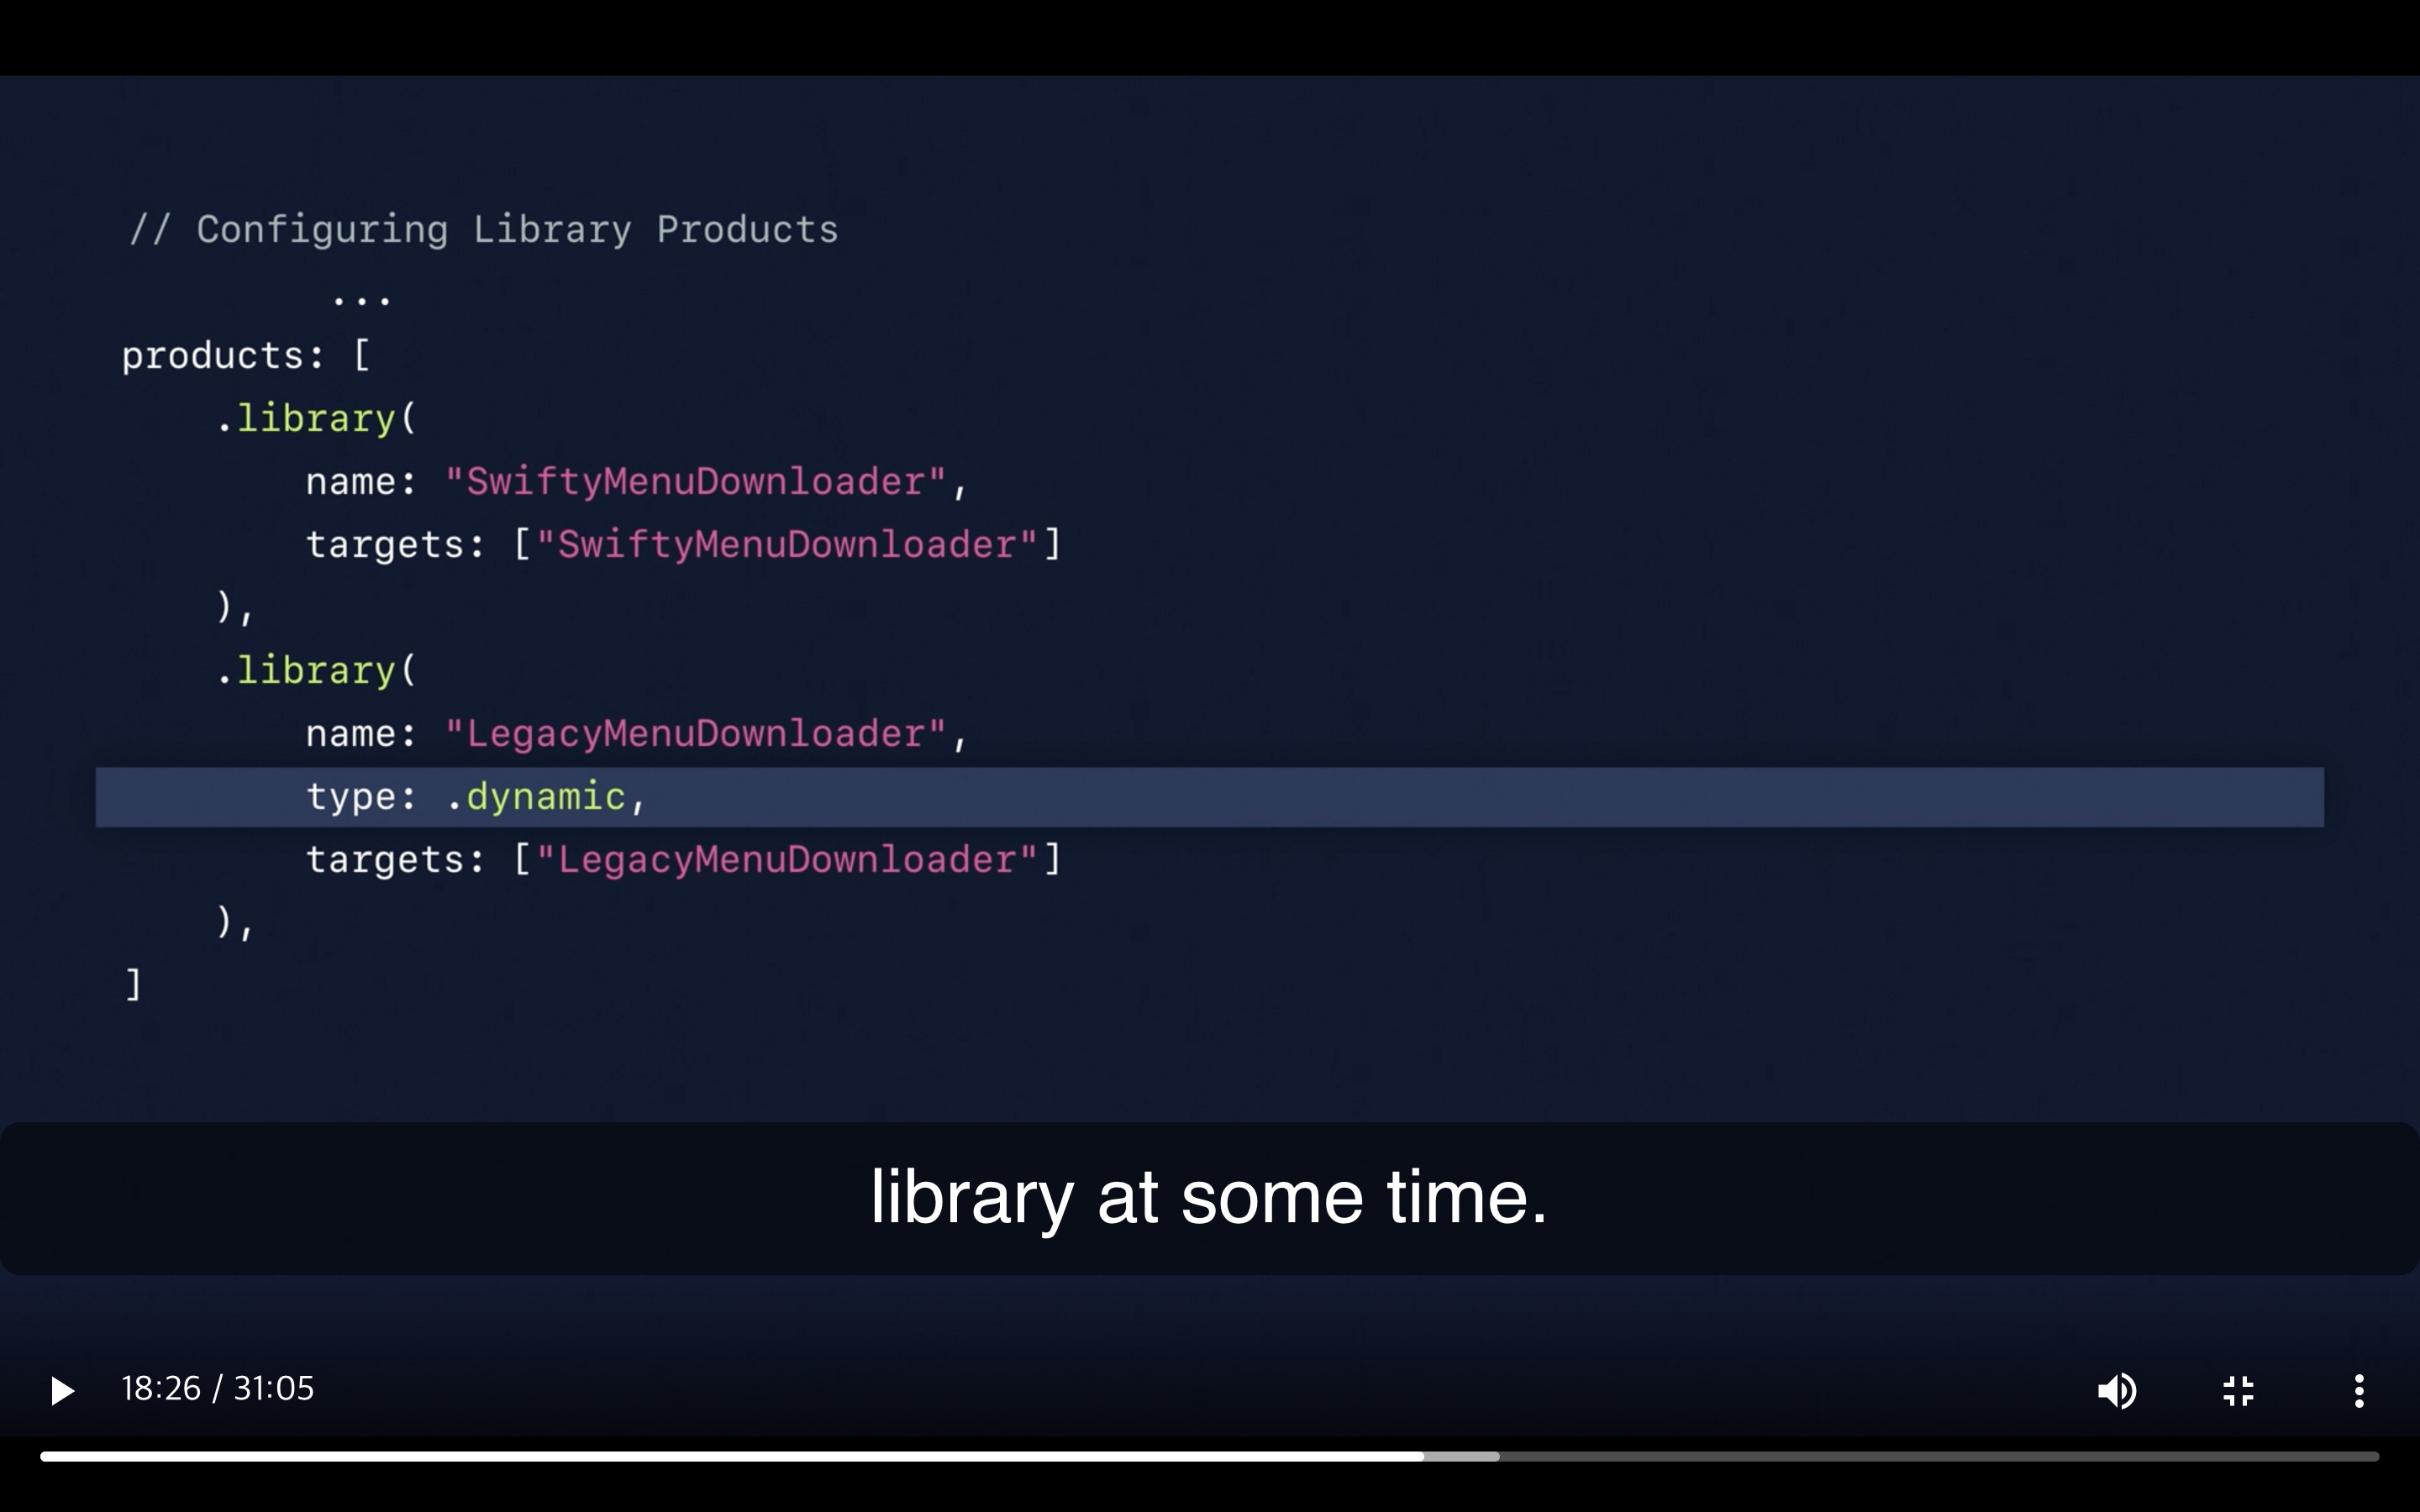 // Configuring Library Products
...
products: [
.library(
name: "SwiftyMenuDownloader",
targets: ["SwiftyMenuDownloader"]
),
.library(
name: "LegacyMenuDownloader",
type: .dynamic,
targets: ["LegacyMenuDownloader"]
),
]
library at some time.
18:26 / 31:05